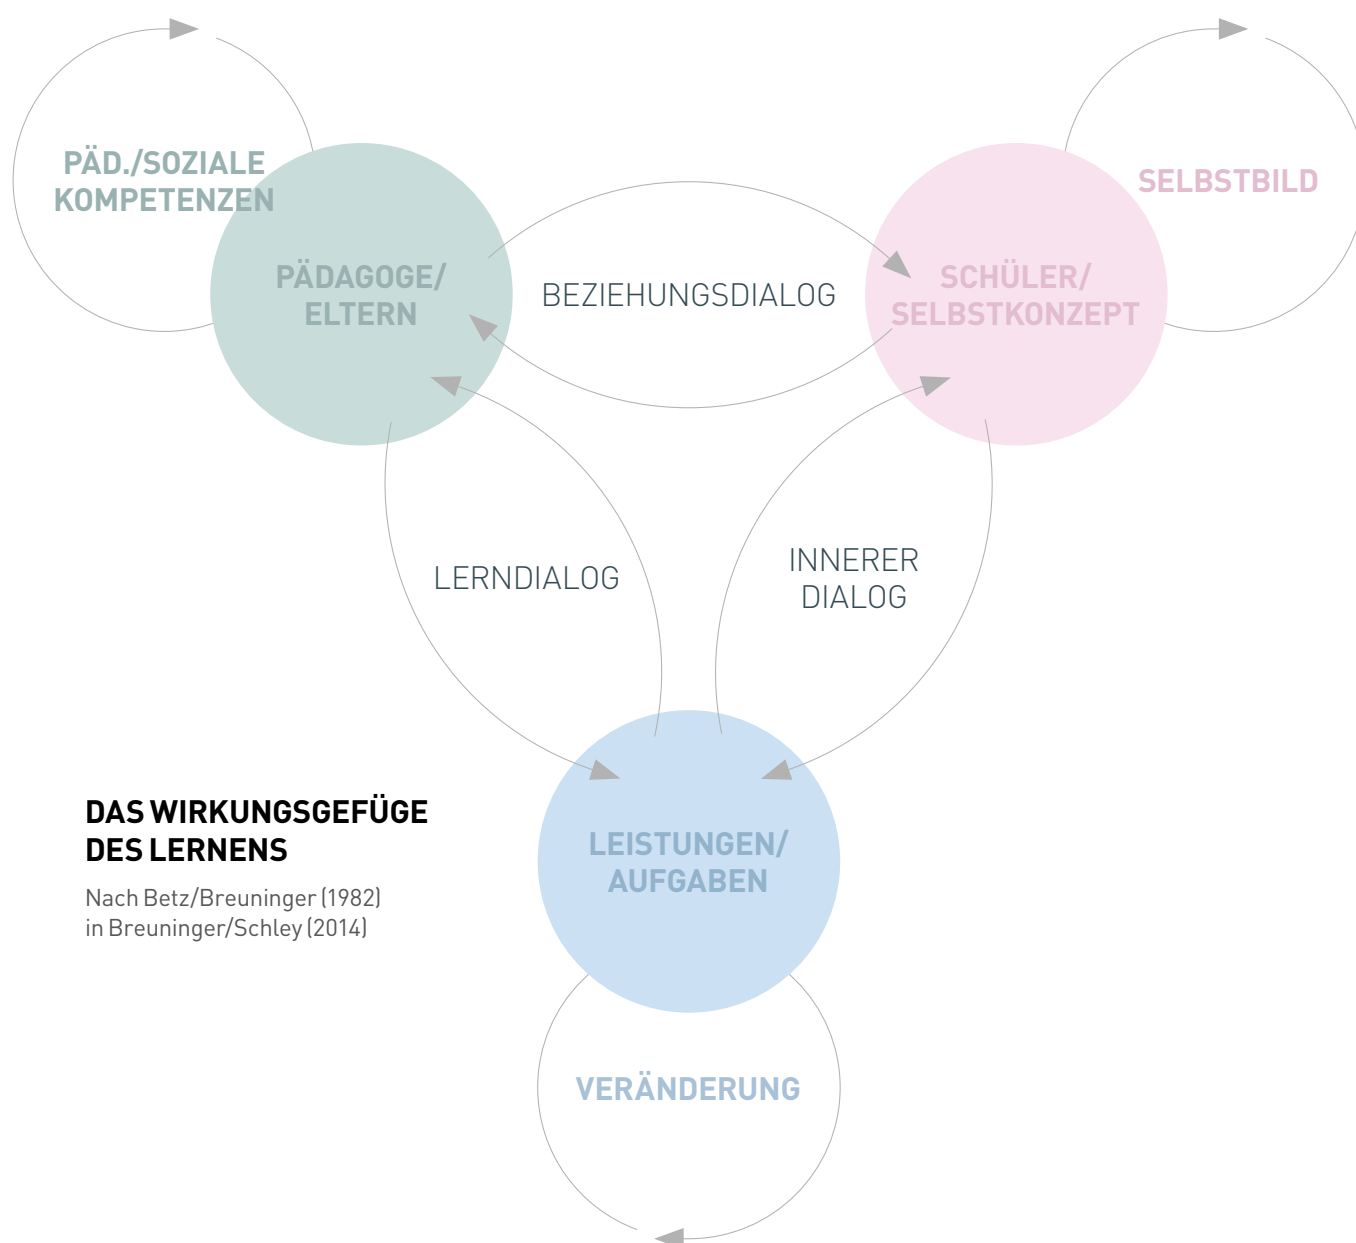 PÄD./SOZIALE
KOMPETENZEN
SELBSTBILD
PÄDAGOGE/
ELTERN
BEZIEHUNGSDIALOG
SCHÜLER/
SELBSTKONZEPT
LERNDIALOG
INNERER
DIALOG
DAS WIRKUNGSGEFÜGE
DES LERNENS
Nach Betz/Breuninger (1982)
in Breuninger/Schley (2014)
LEISTUNGEN/
AUFGABEN
VERÄNDERUNG